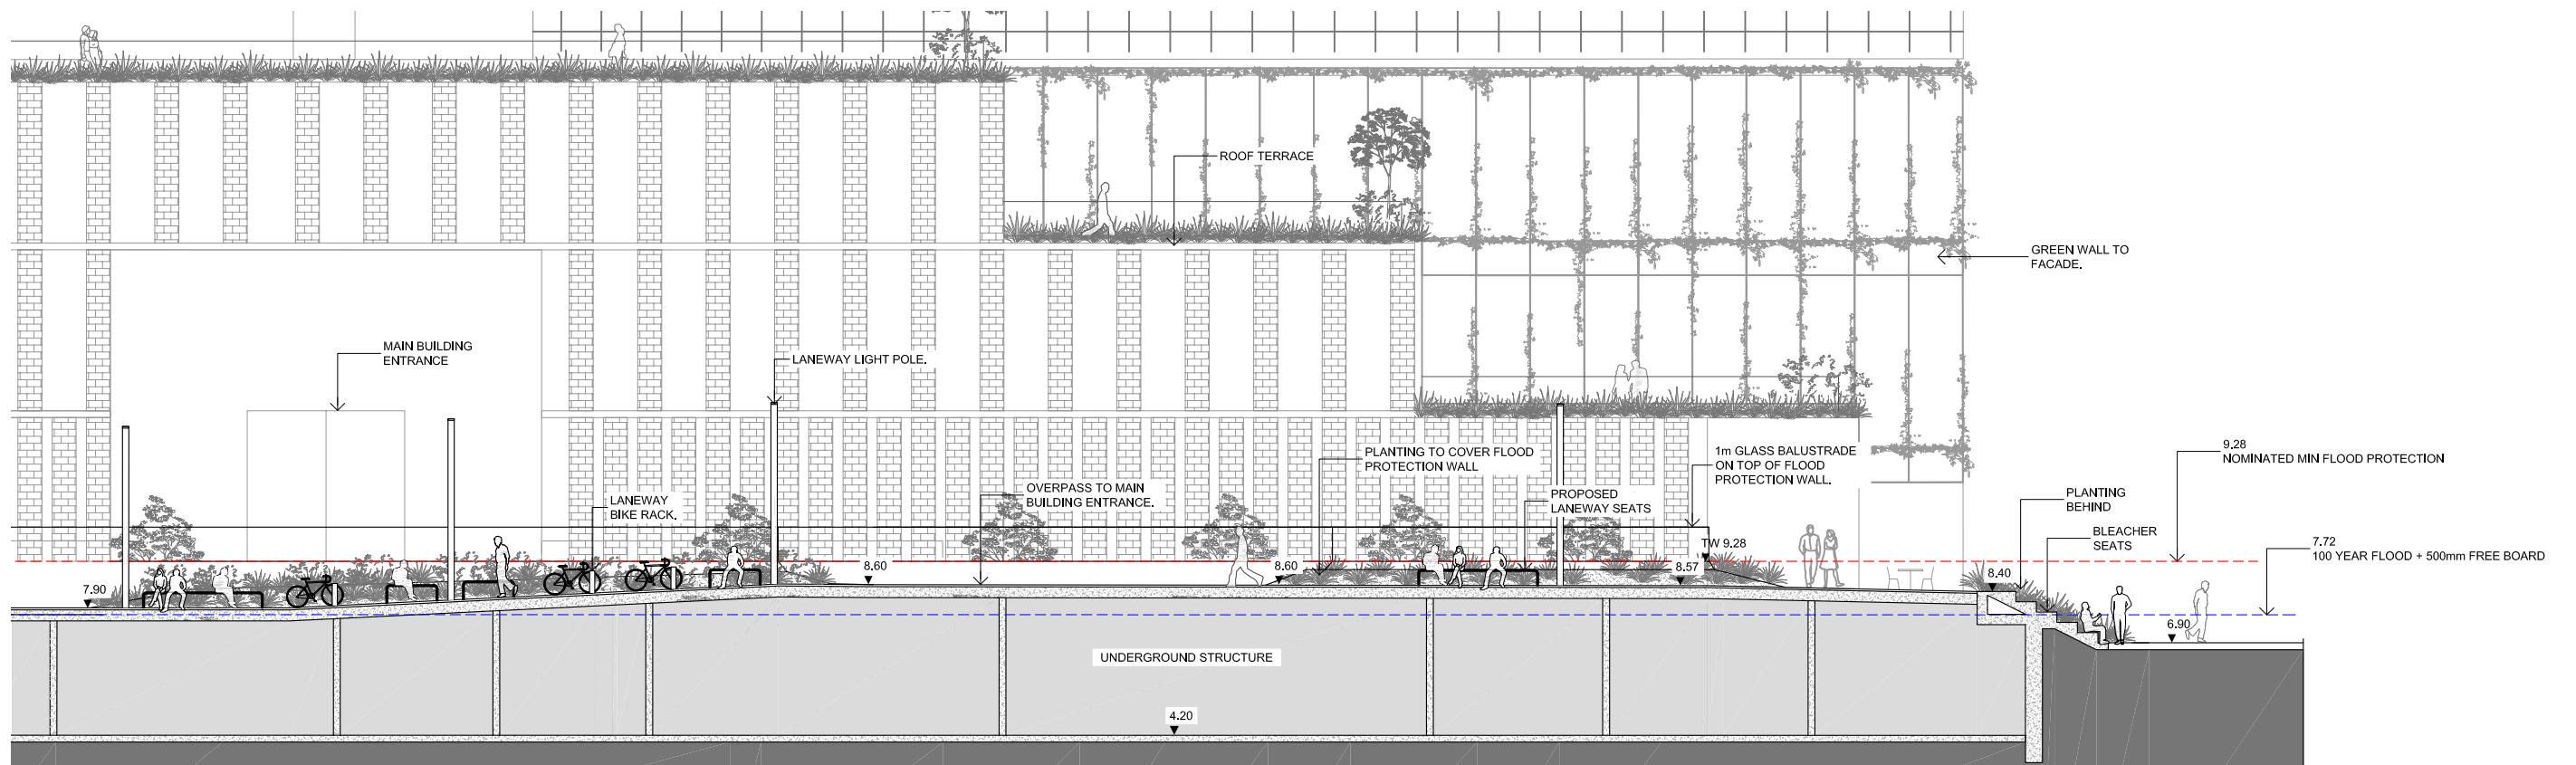 ROOF TERRACE
GREEN WALL TO
FACADE.
MAIN BUILDING
ENTRANCE
LANEWAY LIGHT POLE.
9.28
NOMINATED MIN FLOOD PROTECTION
PLANTING TO COVER FLOOD
PROTECTION WALL
1m GLASS BALUSTRADE
ON TOP OF FLOOD
PROTECTION WALL.
LANEWAY
BIKE RACK.
OVERPASS TO MAIN
BUILDING ENTRANCE.
PROPOSED
LANEWAY SEATS
PLANTING
BEHIND
BLEACHER
SEATS
7.72
100 YEAR FLOOD + 500mm FREE BOARD
TW 9.28
7.90
8.60
8.60
8.57
8.40
6.90
UNDERGROUND STRUCTURE
4.20